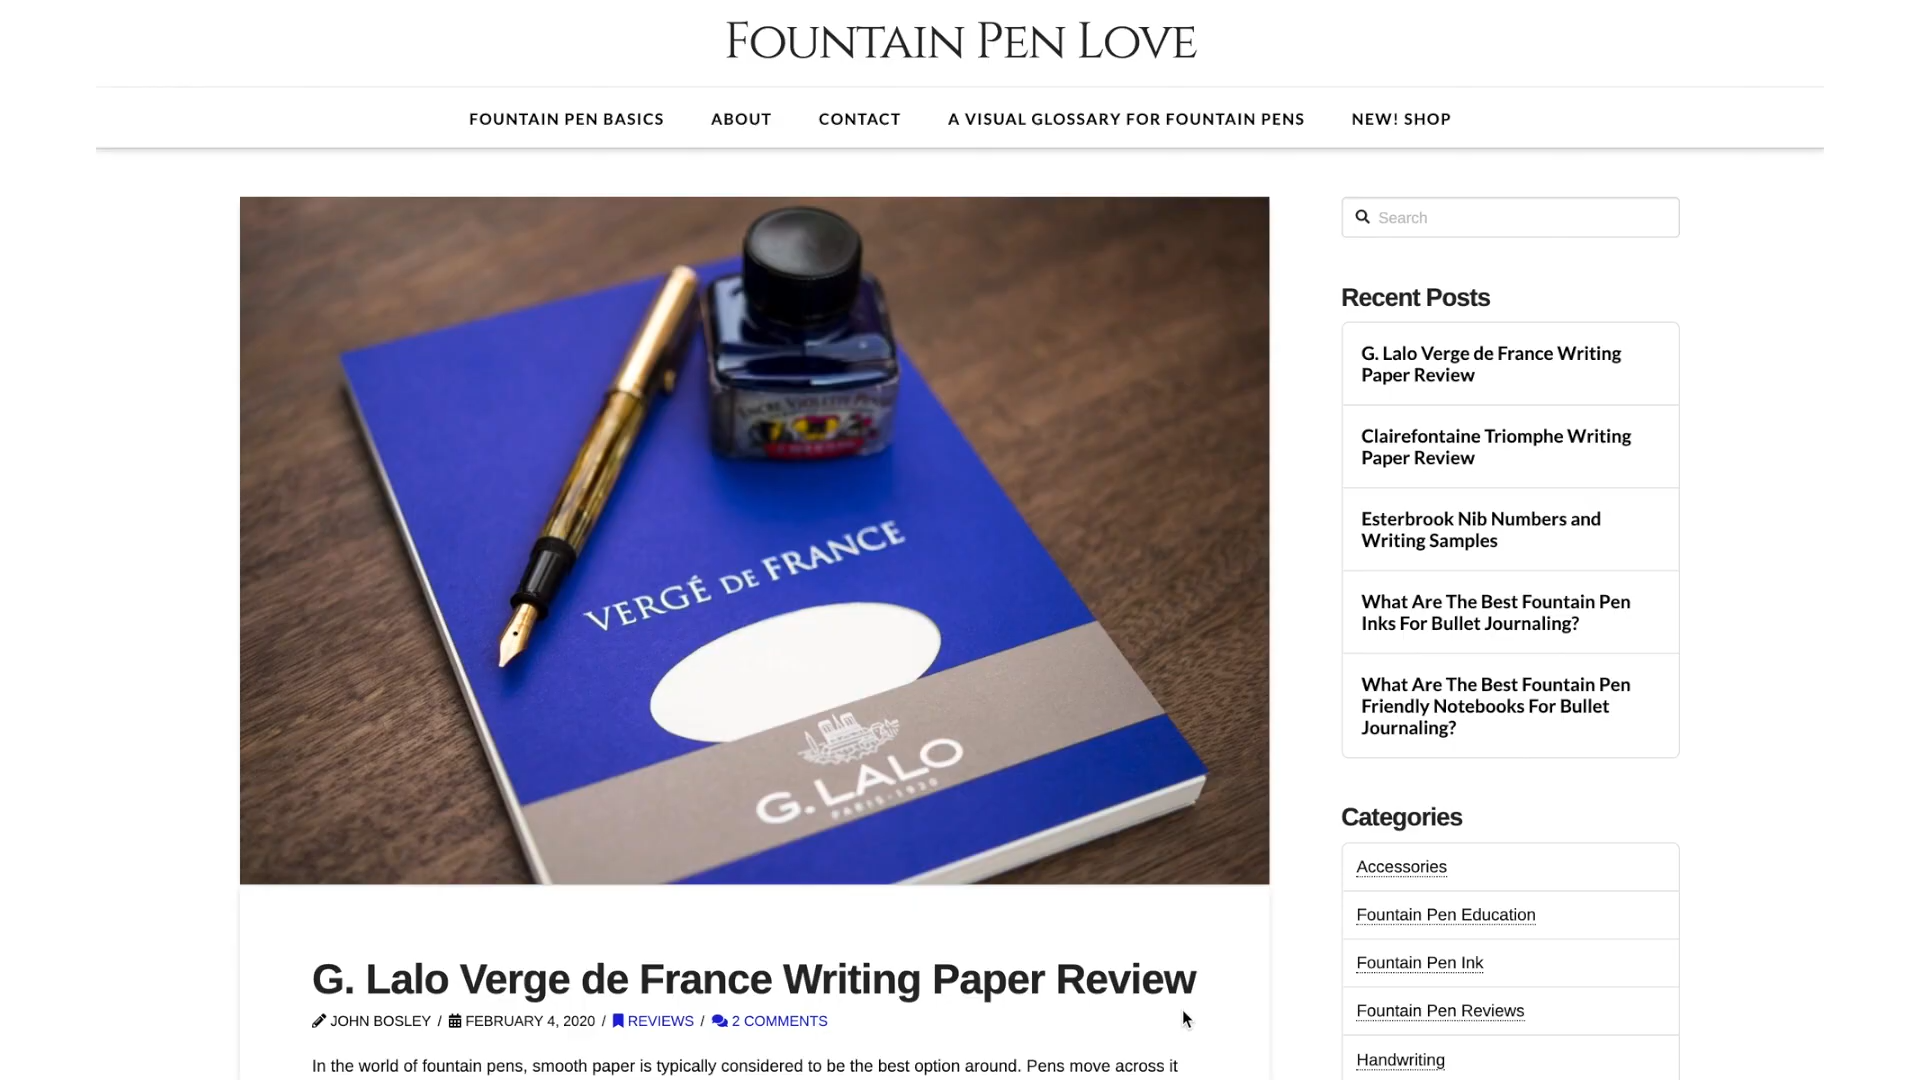 FOUNTAIN PEN LOVE
FOUNTAIN PEN BASICS
ABOUT
CONTACT
A VISUAL GLOSSARY FOR FOUNTAIN PENS
NEW! SHOP
VERGÉ DE FRANCE
G. LALO
PARIS-1920
G. Lalo Verge de France Writing Paper Review
JOHN BOSLEY / FEBRUARY 4, 2020 / REVIEWS / 2 COMMENTS
In the world of fountain pens, smooth paper is typically considered to be the best option around. Pens move across it
Search
Recent Posts
G. Lalo Verge de France Writing
Paper Review
Clairefontaine Triomphe Writing
Paper Review
Esterbrook Nib Numbers and
Writing Samples
What Are The Best Fountain Pen
Inks For Bullet Journaling?
What Are The Best Fountain Pen
Friendly Notebooks For Bullet
Journaling?
Categories
Accessories
Fountain Pen Education
Fountain Pen Ink
Fountain Pen Reviews
Handwriting